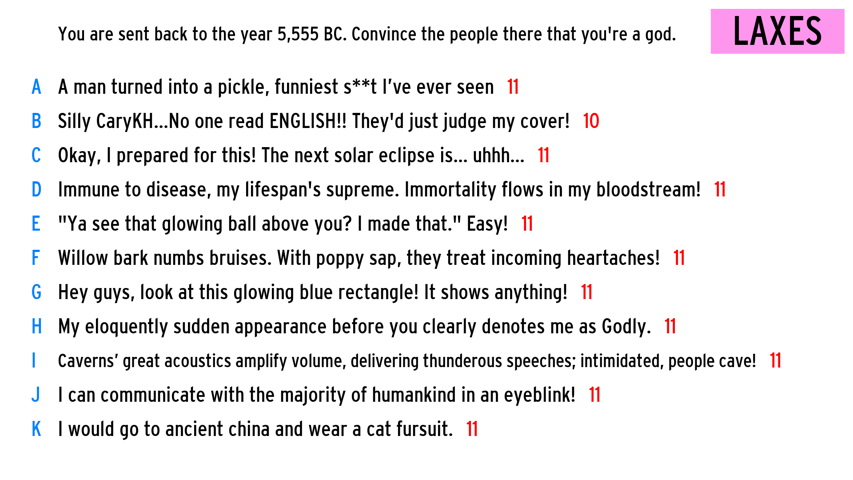 You are sent back to the year 5,555 BC. Convince the people there that you're a god.
LAXES
A A man turned into a pickle, funniest s**t I've ever seen 11
B Silly CaryKH...No one read ENGLISH!! They'd just judge my cover! 10
C Okay, I prepared for this! The next solar eclipse is... uhhh... 11
D Immune to disease, my lifespan's supreme. Immortality flows in my bloodstream! 11
E "Ya see that glowing ball above you? I made that." Easy! 11
F Willow bark numbs bruises. With poppy sap, they treat incoming heartaches! 11
G Hey guys, look at this glowing blue rectangle! It shows anything! 11
H My eloquently sudden appearance before you clearly denotes me as Godly. 11
I Caverns' great acoustics amplify volume, delivering thunderous speeches; intimidated, people cave! 11
J I can communicate with the majority of humankind in an eyeblink! 11
K I would go to ancient china and wear a cat fursuit. 11